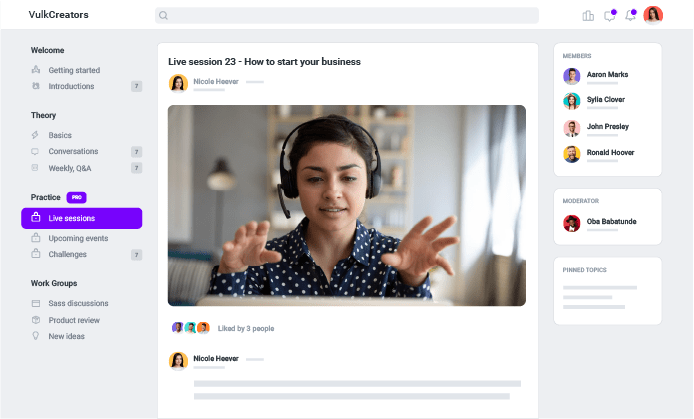 VulkCreators
Welcome
Getting started
Introductions 7
Theory
Basics
Conversations 7
Weekly, Q&A 7
Practice PRO
Live sessions
Upcoming events
Challenges 7
Work Groups
Sass discussions
Product review
New ideas
Live session 23 - How to start your business
Nicole Heever
Liked by 3 people
Nicole Heever
MEMBERS
Aaron Marks
Sylia Clover
John Presley
Ronald Hoover
MODERATOR
Oba Babatunde
PINNED TOPICS